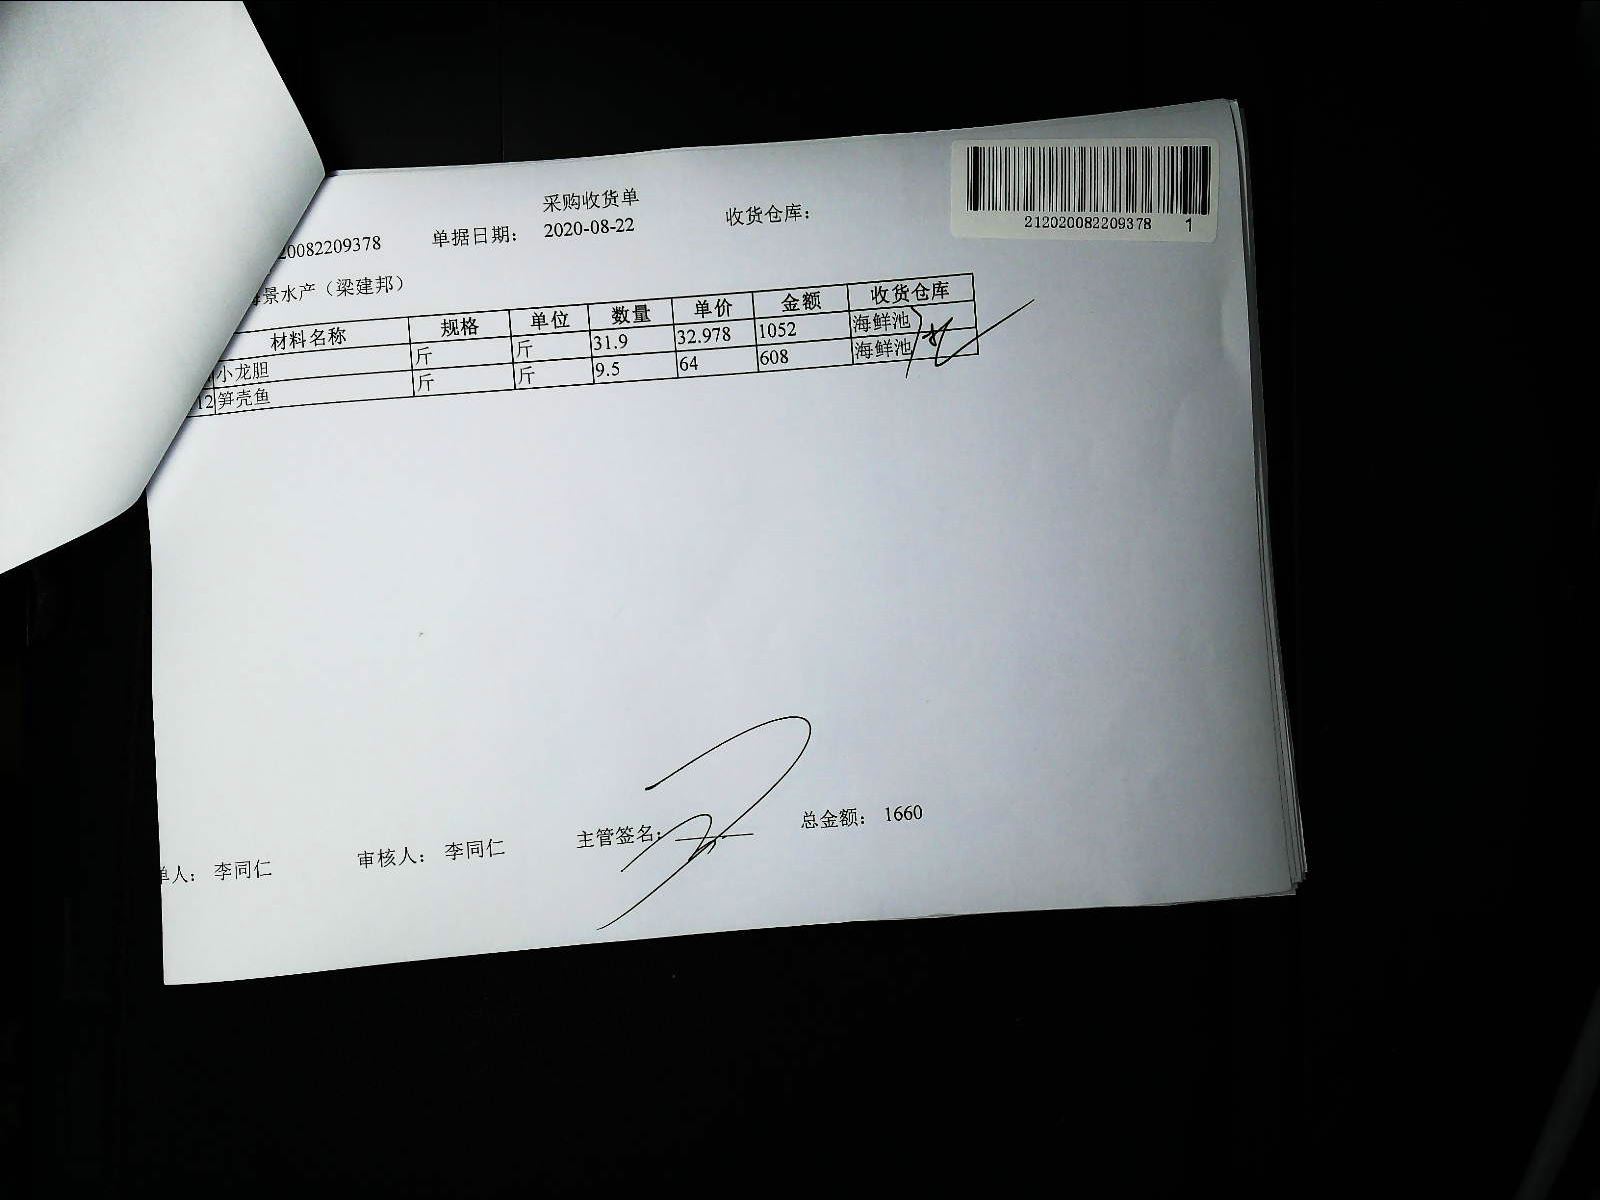 采购收货单
20082209378 单据日期: 2020-08-22 收货仓库:
212020082209378 1
海景水产（梁建邦）
材料名称 规格 单位 数量 单价 金额 收货仓库
小龙胆 斤 斤 31.9 32.978 1052 海鲜池
12 笋壳鱼 斤 斤 9.5 64 608 海鲜池
单人: 李同仁 审核人: 李同仁 主管签名: 总金额: 1660